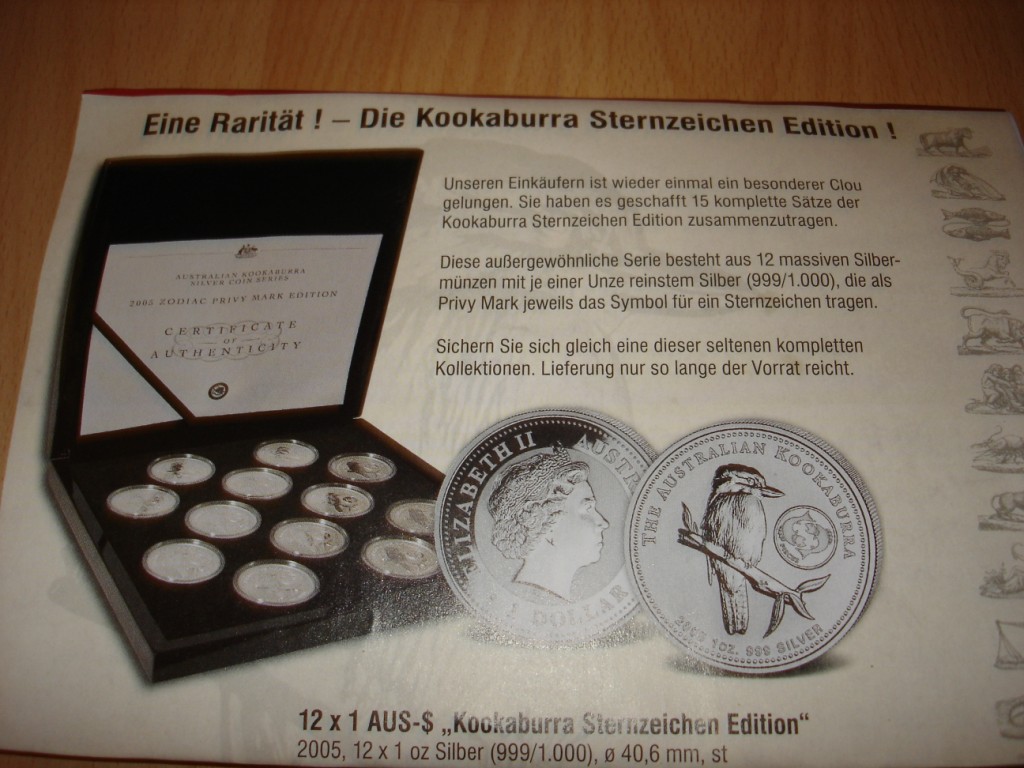 Eine Rarität ! – Die Kookaburra Sternzeichen Edition !
Unseren Einkäufern ist wieder einmal ein besonderer Clou
gelungen. Sie haben es geschafft 15 komplette Sätze der
Kookaburra Sternzeichen Edition zusammenzutragen.
Diese außergewöhnliche Serie besteht aus 12 massiven Silber-
münzen mit je einer Unze reinstem Silber (999/1.000), die als
Privy Mark jeweils das Symbol für ein Sternzeichen tragen.
Sichern Sie sich gleich eine dieser seltenen kompletten
Kollektionen. Lieferung nur so lange der Vorrat reicht.
AUSTRALIAN KOOKABURRA
SILVER COIN SERIES
2005 ZODIAC PRIVY MARK EDITION
CERTIFICATE
OF
AUTHENTICITY
ELIZABETH II AUSTRA
1 DOLLAR
THE AUSTRALIAN KOOKABURRA
2005 1 OZ. 999 SILVER
12 x 1 AUS-$ „Kookaburra Sternzeichen Edition“
2005, 12 x 1 oz Silber (999/1.000), ø 40,6 mm, st